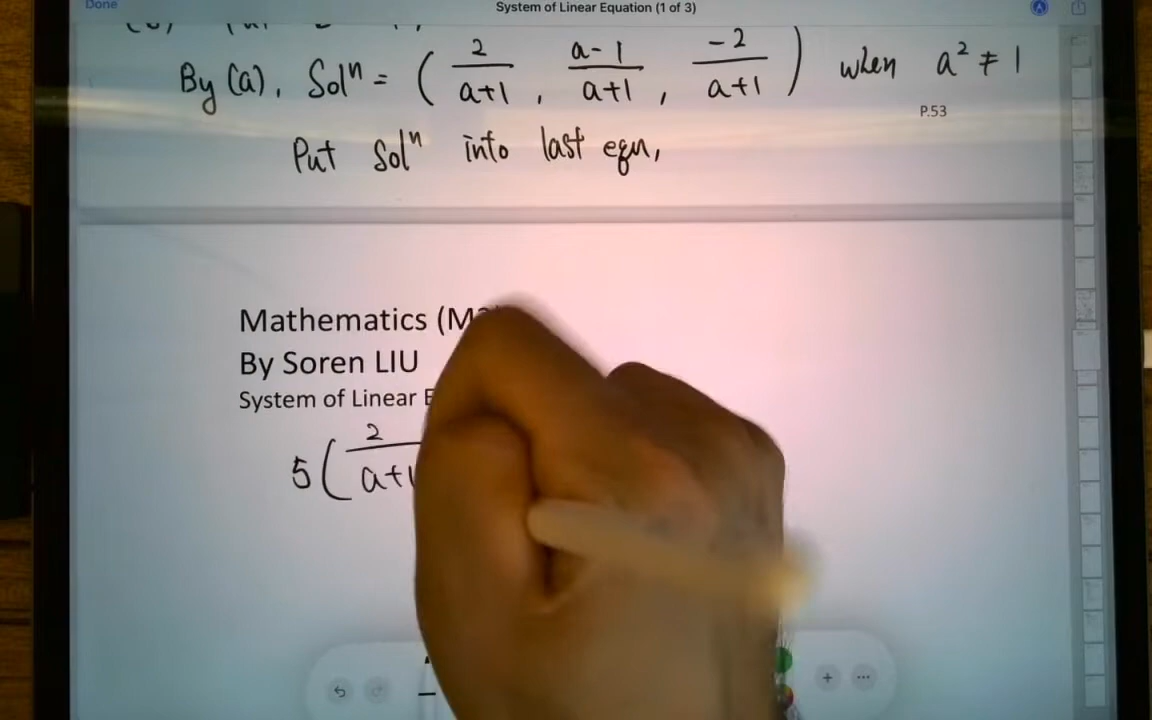 Done System of Linear Equation (1 of 3)
By (a), Solⁿ = ( 2/(a+1), (a-1)/(a+1), -2/(a+1) ) when a² ≠ 1
P.53
Put Solⁿ into last eqn,
Mathematics
By Soren LIU
System of Linear
5( 2/(a+1